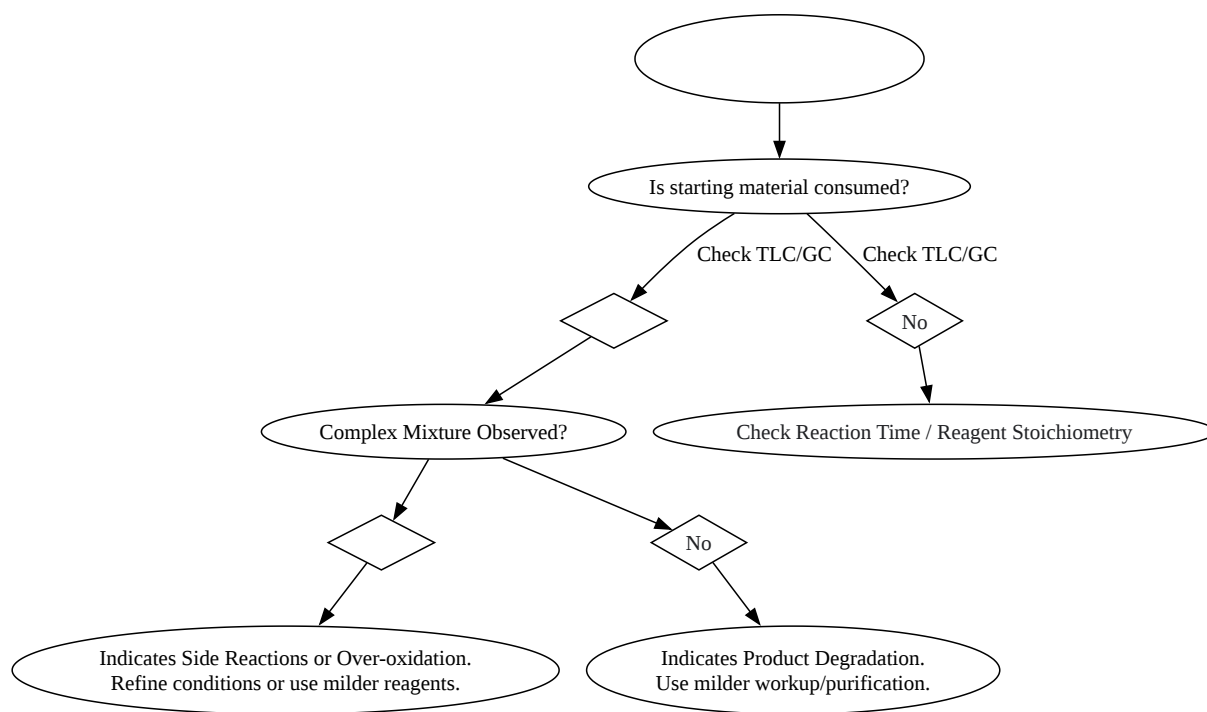 Is starting material consumed?
Check TLC/GC
Check TLC/GC
No
Complex Mixture Observed?
Check Reaction Time / Reagent Stoichiometry
No
Indicates Side Reactions or Over-oxidation.
Refine conditions or use milder reagents.
Indicates Product Degradation.
Use milder workup/purification.